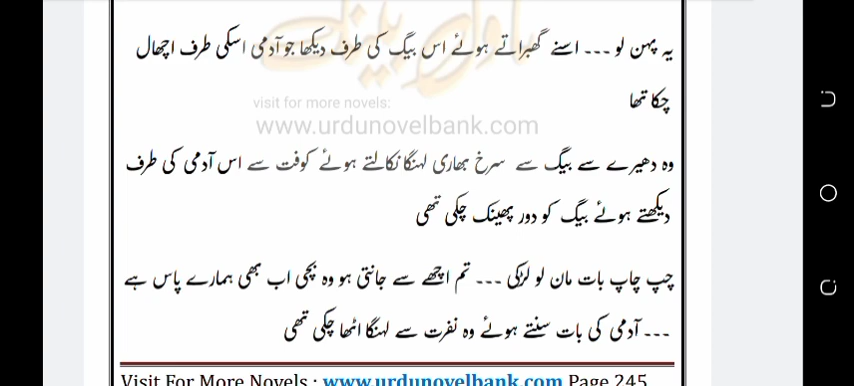 یہ پہن لو ۔۔۔ اسنے گھبراتے ہوئے اس بیگ کی طرف دیکھا جو آدمی اسکی طرف اچھال
چکا تھا
visit for more novels:
www.urdunovelbank.com
وہ دھیرے سے بیگ سے سرخ بھاری لہنگا نکالتے ہوئے کوفت سے اس آدمی کی طرف
دیکھتے ہوئے بیگ کو دور پھینک چکی تھی
چپ چاپ بات مان لو لڑکی ۔۔۔ تم اچھے سے جانتی ہو وہ بچی اب بھی ہمارے پاس ہے
۔۔۔ آدمی کی بات سنتے ہوئے وہ نفرت سے لہنگا اٹھا چکی تھی
Visit For More Novels : www.urdunovelbank.com Page 245